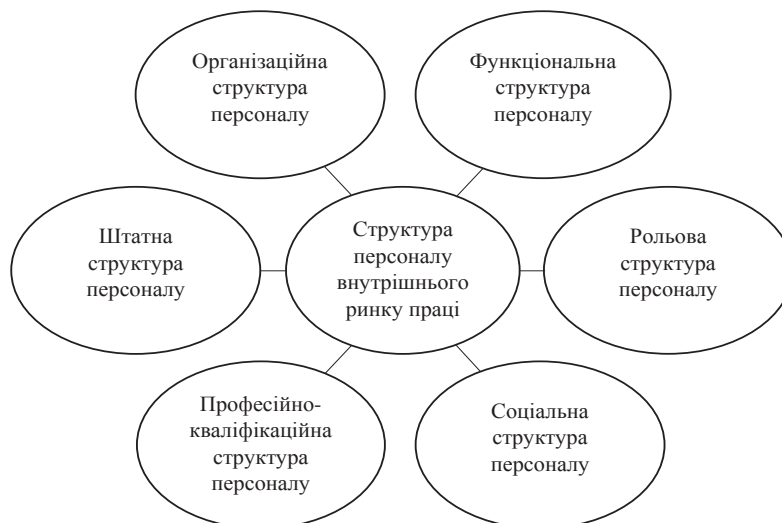 Організаційна
структура
персоналу
Функціональна
структура
персоналу
Штатна
структура
персоналу
Структура
персоналу
внутрішнього
ринку праці
Рольова
структура
персоналу
Професійно-
кваліфікаційна
структура
персоналу
Соціальна
структура
персоналу